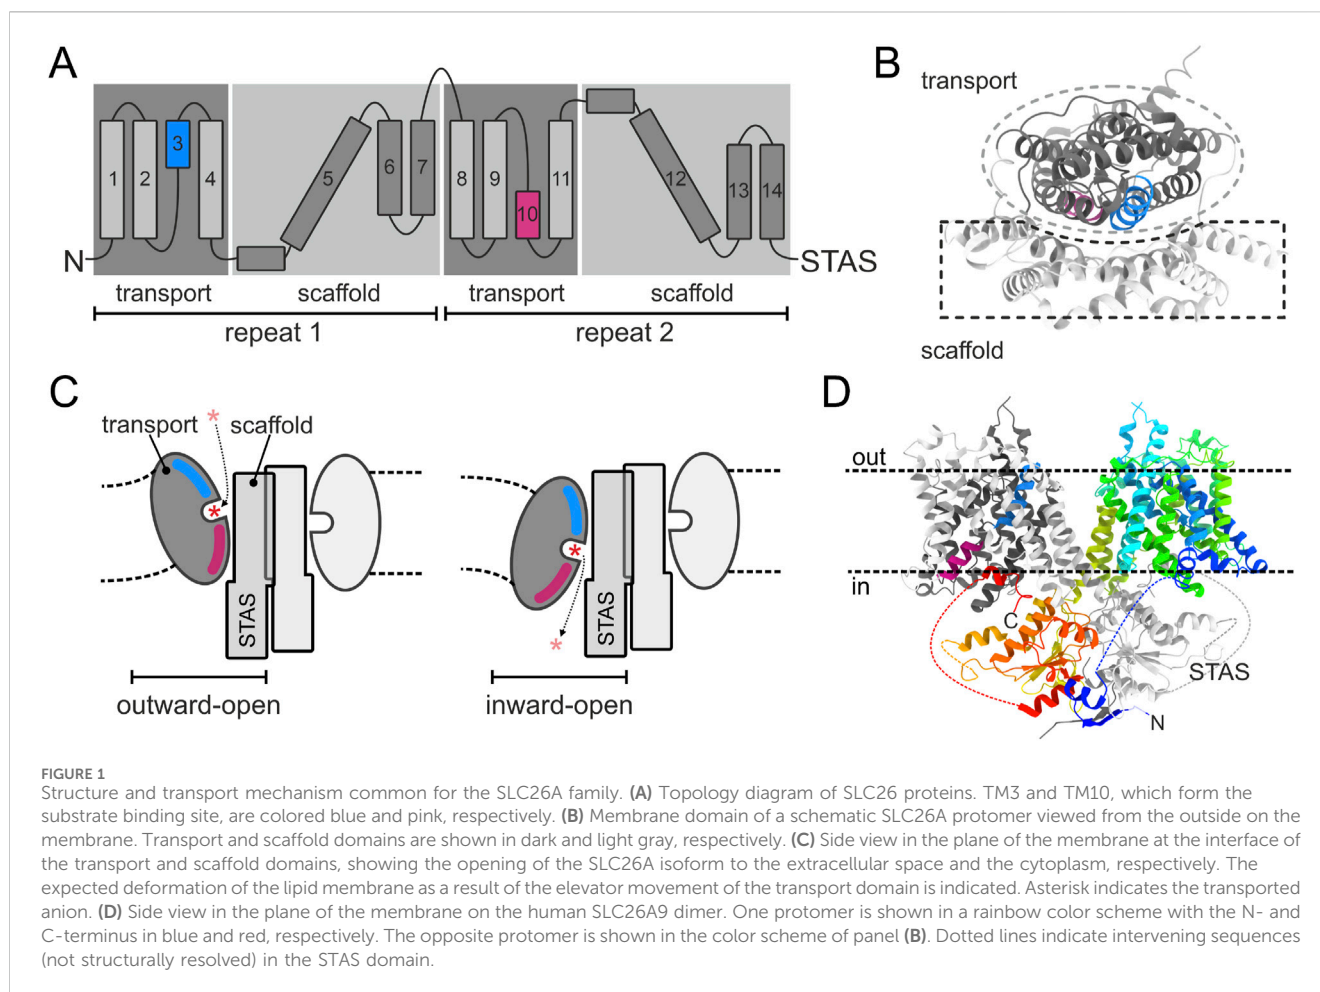 A
1
2
3
4
5
6
7
8
9
10
11
12
13
14
N
STAS
transport
scaffold
transport
scaffold
repeat 1
repeat 2
B
transport
scaffold
C
transport
*
scaffold
*
STAS
outward-open
*
*
STAS
inward-open
D
out
in
C
STAS
N
FIGURE 1
Structure and transport mechanism common for the SLC26A family. (A) Topology diagram of SLC26 proteins. TM3 and TM10, which form the
substrate binding site, are colored blue and pink, respectively. (B) Membrane domain of a schematic SLC26A protomer viewed from the outside on the
membrane. Transport and scaffold domains are shown in dark and light gray, respectively. (C) Side view in the plane of the membrane at the interface of
the transport and scaffold domains, showing the opening of the SLC26A isoform to the extracellular space and the cytoplasm, respectively. The
expected deformation of the lipid membrane as a result of the elevator movement of the transport domain is indicated. Asterisk indicates the transported
anion. (D) Side view in the plane of the membrane on the human SLC26A9 dimer. One protomer is shown in a rainbow color scheme with the N- and
C-terminus in blue and red, respectively. The opposite protomer is shown in the color scheme of panel (B). Dotted lines indicate intervening sequences
(not structurally resolved) in the STAS domain.